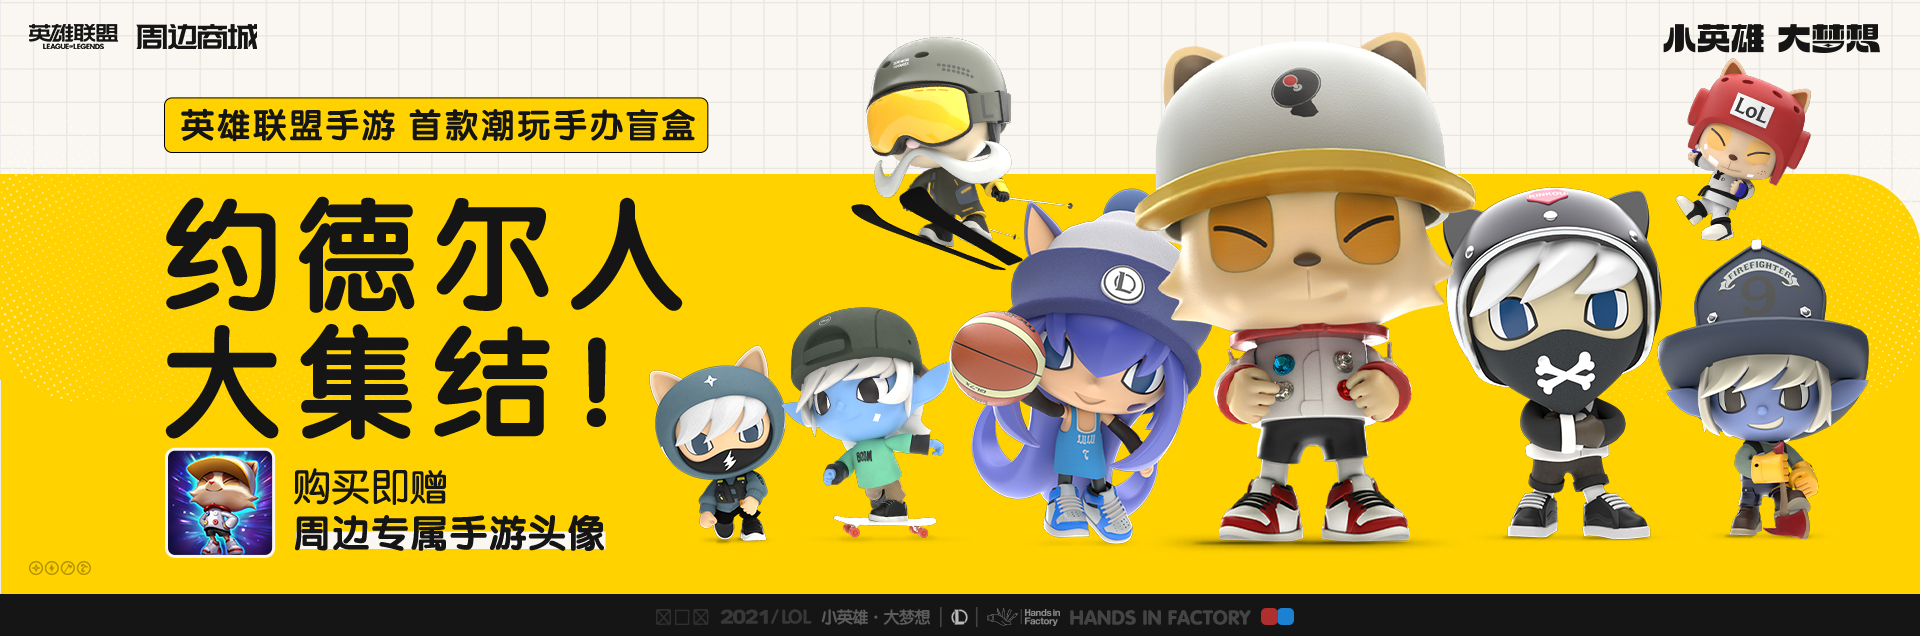 英雄联盟
LEAGUE OF LEGENDS
周边商城
小英雄 大梦想
英雄联盟手游 首款潮玩手办盲盒
约德尔人
大集结！
购买即赠
周边专属手游头像
LoL
FIREFIGHTER
9
LULU
BOOM
2021/LOL 小英雄·大梦想
Hands in
Factory
HANDS IN FACTORY